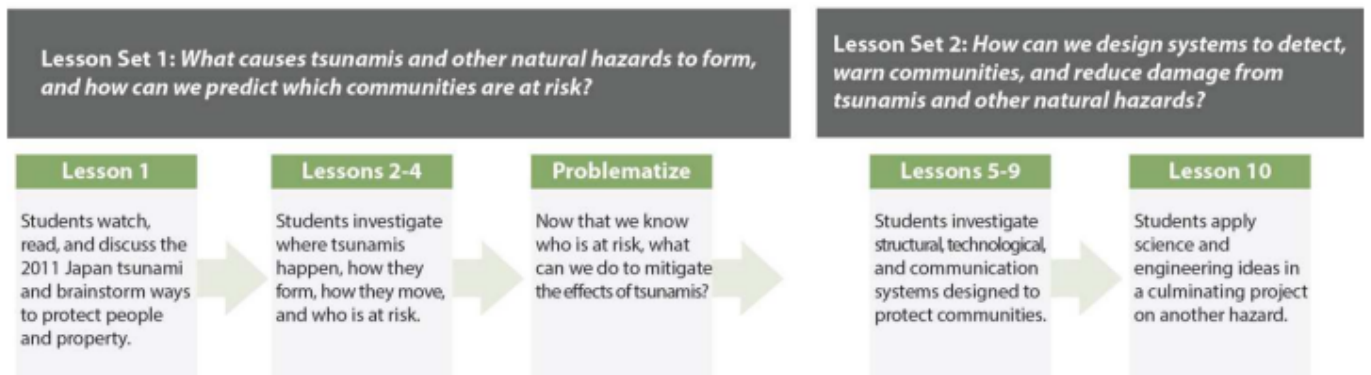 Lesson Set 1: What causes tsunamis and other natural hazards to form,
and how can we predict which communities are at risk?
Lesson Set 2: How can we design systems to detect,
warn communities, and reduce damage from
tsunamis and other natural hazards?
Lesson 1
Students watch,
read, and discuss the
2011 Japan tsunami
and brainstorm ways
to protect people
and property.
Lessons 2-4
Students investigate
where tsunamis
happen, how they
form, how they move,
and who is at risk.
Problematize
Now that we know
who is at risk, what
can we do to mitigate
the effects of tsunamis?
Lessons 5-9
Students investigate
structural, technological,
and communication
systems designed to
protect communities.
Lesson 10
Students apply
science and
engineering ideas in
a culminating project
on another hazard.